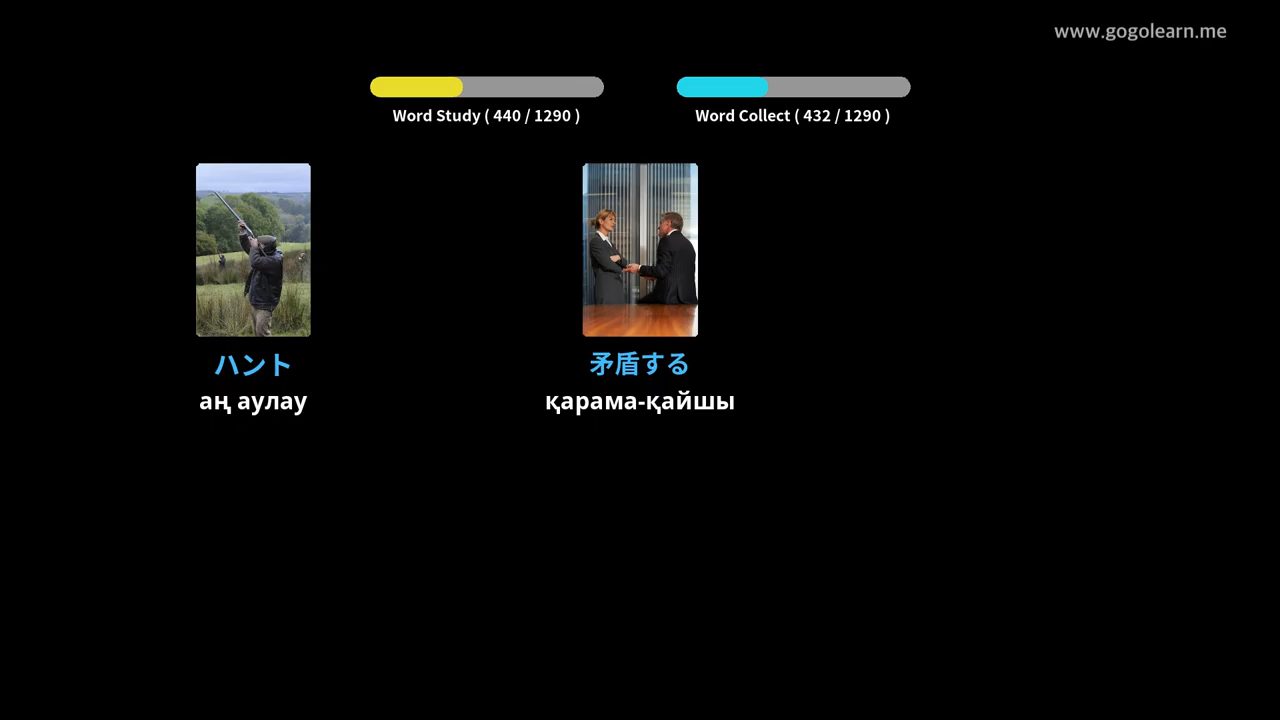 www.gogolearn.me
Word Study ( 440 / 1290 )
Word Collect ( 432 / 1290 )
ハント
аң аулау
矛盾する
қарама-қайшы